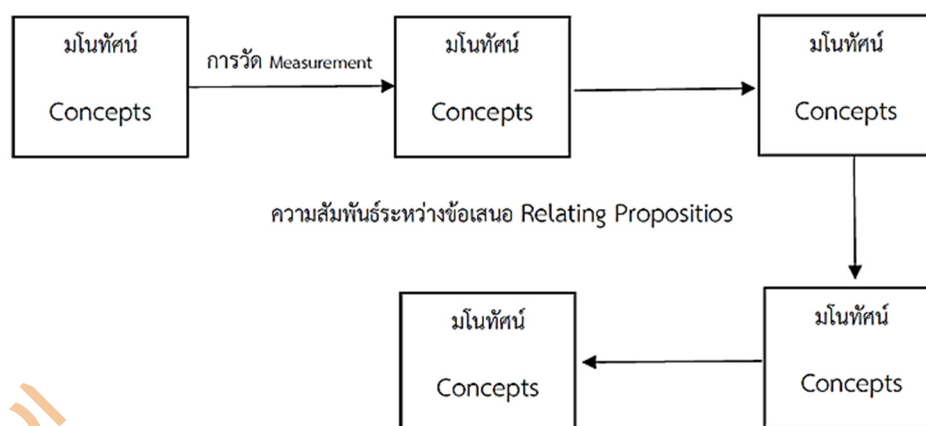 มโนทัศน์
Concepts
การวัด Measurement
มโนทัศน์
Concepts
มโนทัศน์
Concepts
ความสัมพันธ์ระหว่างข้อเสนอ Relating Propositios
มโนทัศน์
Concepts
มโนทัศน์
Concepts